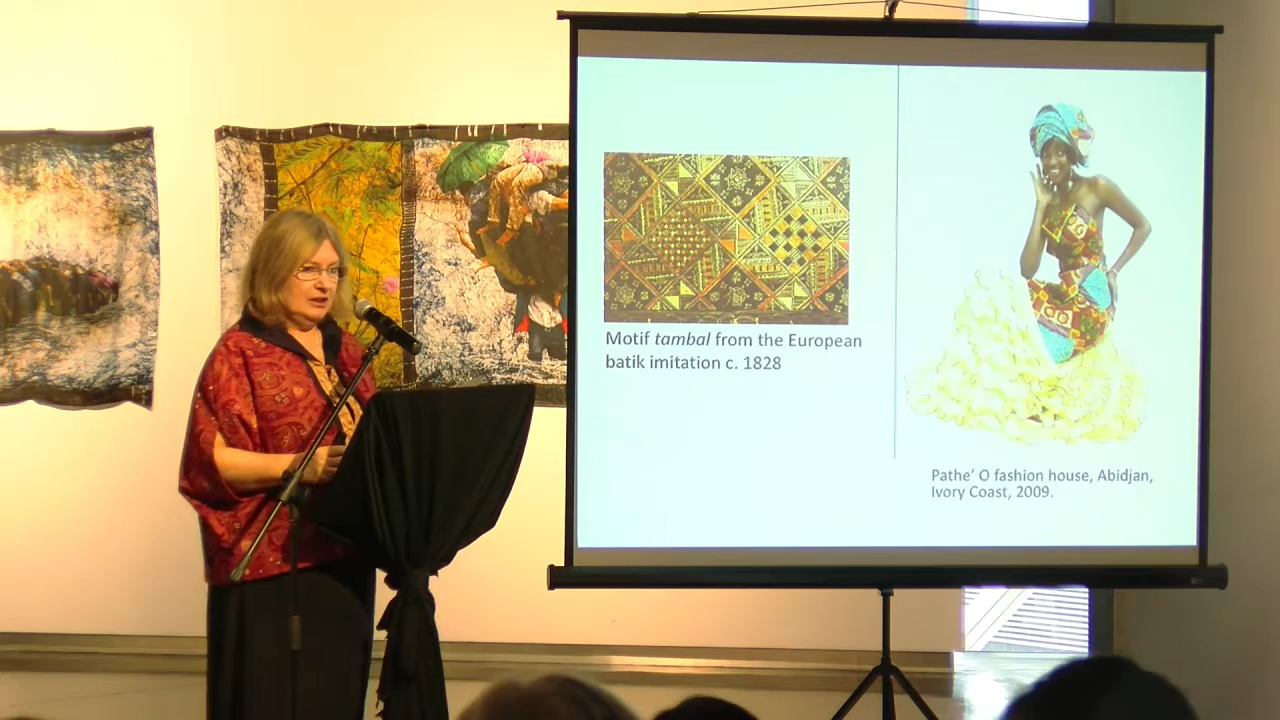 Motif tambal from the European
batik imitation c. 1828
Pathe' O fashion house, Abidjan,
Ivory Coast, 2009.